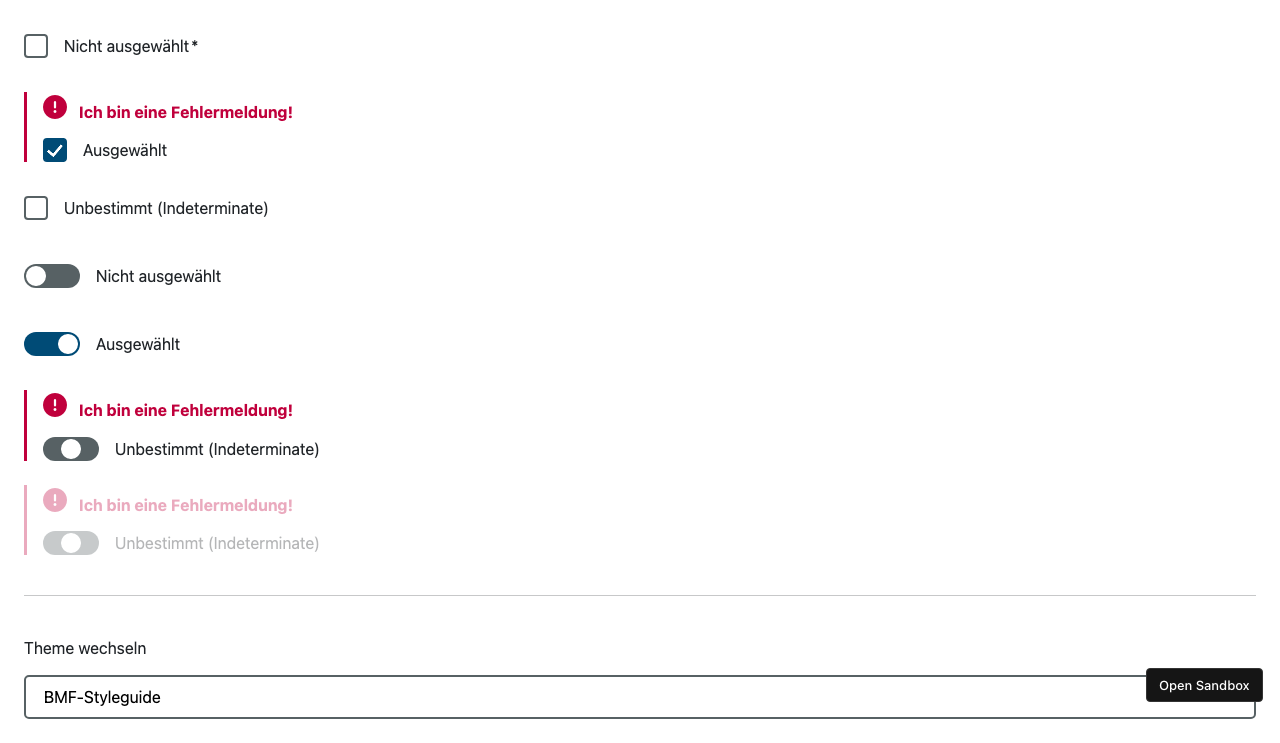 Nicht ausgewählt*
Ich bin eine Fehlermeldung!
Ausgewählt
Unbestimmt (Indeterminate)
Nicht ausgewählt
Ausgewählt
Ich bin eine Fehlermeldung!
Unbestimmt (Indeterminate)
Ich bin eine Fehlermeldung!
Unbestimmt (Indeterminate)
Theme wechseln
BMF-Styleguide
Open Sandbox